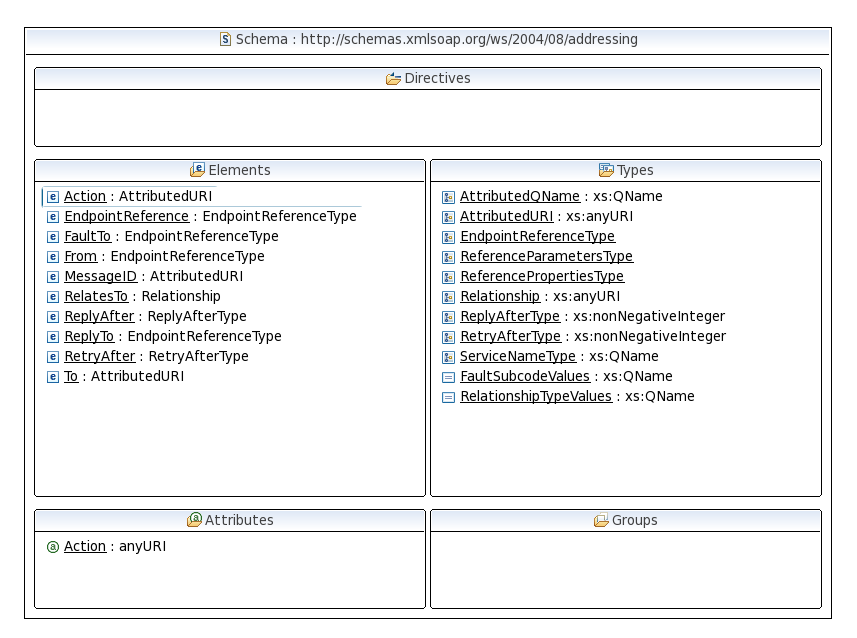 Schema : http://schemas.xmlsoap.org/ws/2004/08/addressing
Directives
Elements
Action : AttributedURI
EndpointReference : EndpointReferenceType
FaultTo : EndpointReferenceType
From : EndpointReferenceType
MessageID : AttributedURI
RelatesTo : Relationship
ReplyAfter : ReplyAfterType
ReplyTo : EndpointReferenceType
RetryAfter : RetryAfterType
To : AttributedURI
Types
AttributedQName : xs:QName
AttributedURI : xs:anyURI
EndpointReferenceType
ReferenceParametersType
ReferencePropertiesType
Relationship : xs:anyURI
ReplyAfterType : xs:nonNegativeInteger
RetryAfterType : xs:nonNegativeInteger
ServiceNameType : xs:QName
FaultSubcodeValues : xs:QName
RelationshipTypeValues : xs:QName
Attributes
Action : anyURI
Groups